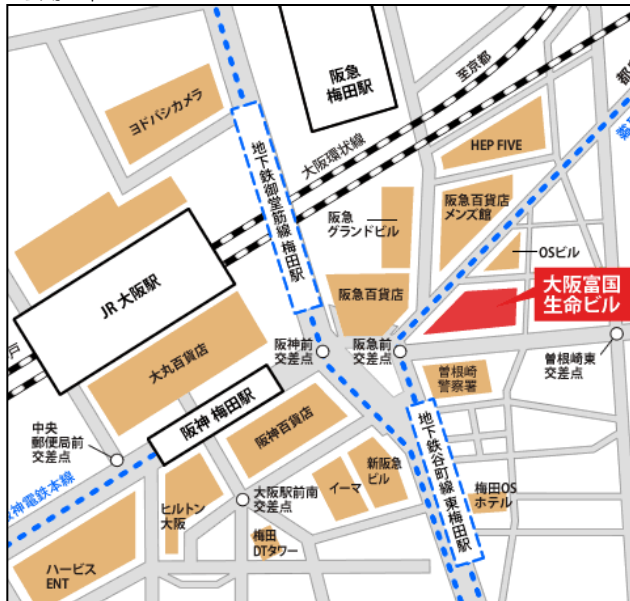 ヨドバシカメラ
阪急
梅田駅
至京都
大阪環状線
地下鉄御堂筋線 梅田駅
HEP FIVE
阪急百貨店
メンズ館
阪急
グランドビル
OSビル
JR 大阪駅
阪急百貨店
大阪富国
生命ビル
阪神前
交差点
阪急前
交差点
曽根崎東
交差点
大丸百貨店
曽根崎
警察署
阪神 梅田駅
阪神百貨店
中央
郵便局前
交差点
地下鉄谷町線 東梅田駅
新阪急
ビル
イーマ
梅田OS
ホテル
大阪駅前南
交差点
ヒルトン
大阪
梅田
DTタワー
神電鉄本線
ハービス
ENT